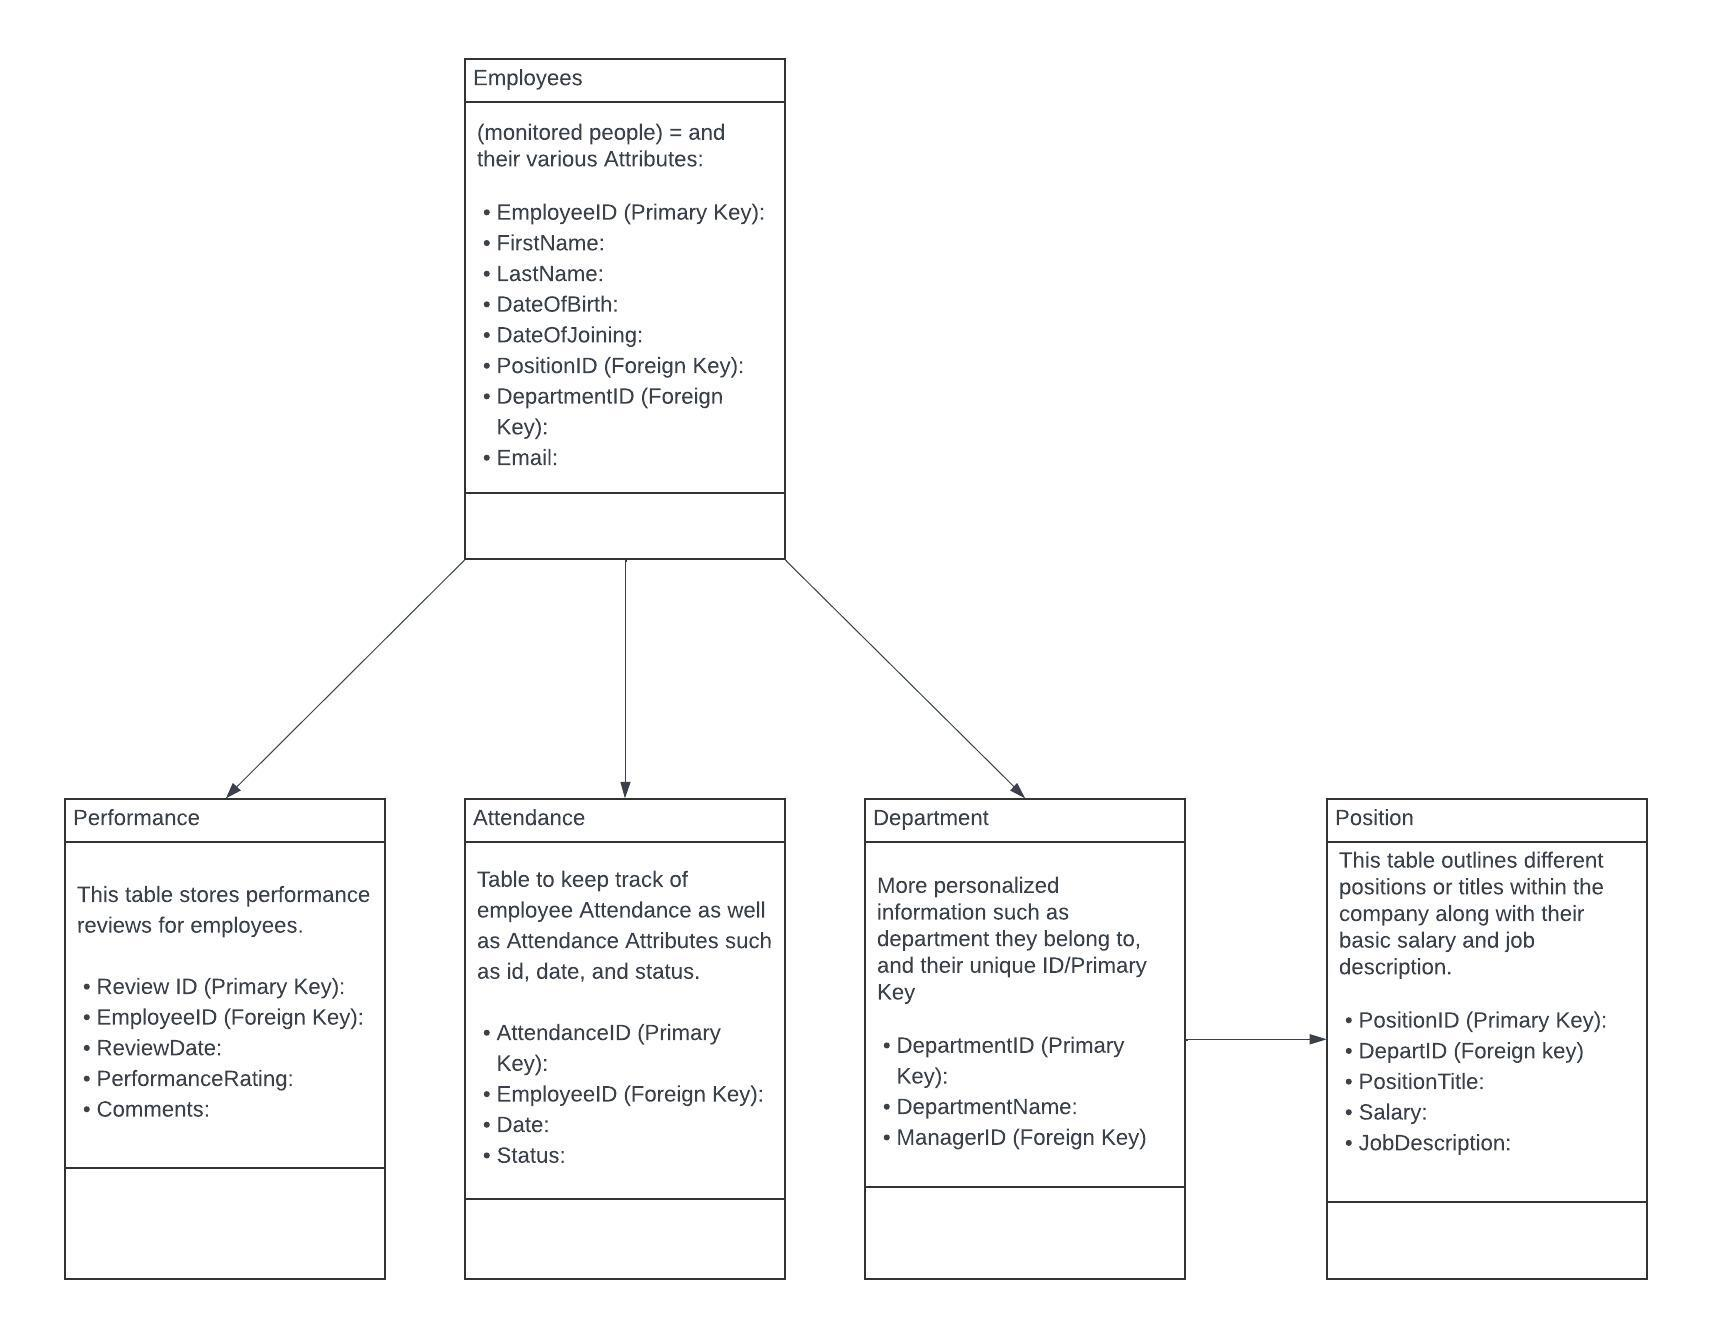 Employees
(monitored people) = and
their various Attributes:
• EmployeeID (Primary Key):
• FirstName:
• LastName:
• DateOfBirth:
• DateOfJoining:
• PositionID (Foreign Key):
• DepartmentID (Foreign
Key):
• Email:
Performance
This table stores performance
reviews for employees.
• Review ID (Primary Key):
• EmployeeID (Foreign Key):
• ReviewDate:
• PerformanceRating:
• Comments:
Attendance
Table to keep track of
employee Attendance as well
as Attendance Attributes such
as id, date, and status.
• AttendanceID (Primary
Key):
• EmployeeID (Foreign Key):
• Date:
• Status:
Department
More personalized
information such as
department they belong to,
and their unique ID/Primary
Key
• DepartmentID (Primary
Key):
• DepartmentName:
• ManagerID (Foreign Key)
Position
This table outlines different
positions or titles within the
company along with their
basic salary and job
description.
• PositionID (Primary Key):
• DepartID (Foreign key)
• PositionTitle:
• Salary:
• JobDescription: